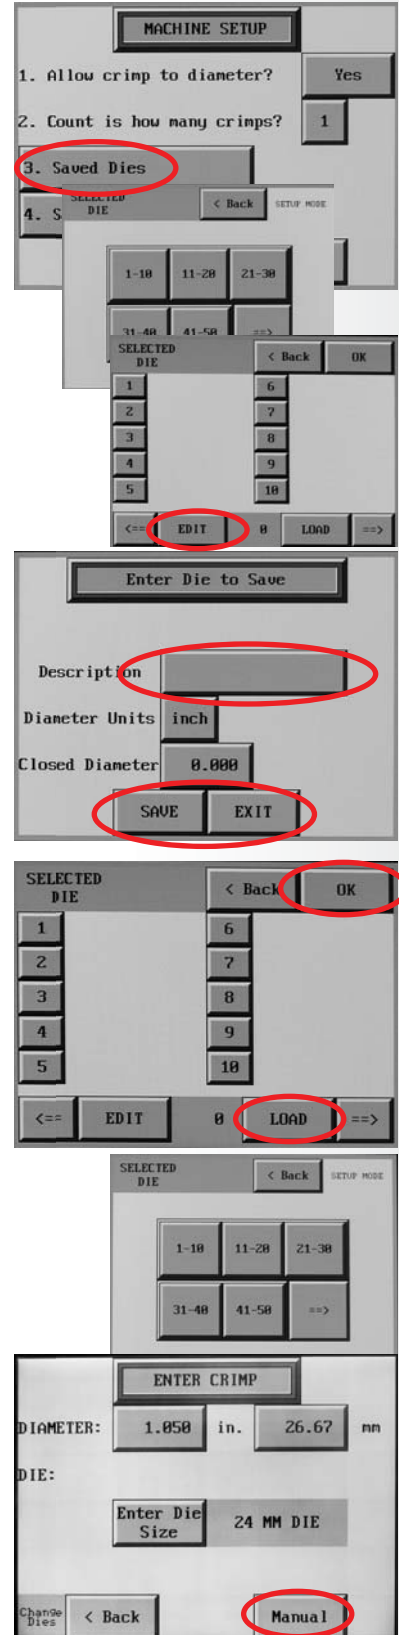 MACHINE SETUP
1. Allow crimp to diameter? Yes
2. Count is how many crimps? 1
3. Saved Dies
4. S
SELECTED
DIE
< Back
SETUP MODE
1-10 11-20 21-30
31-40 41-50 ==>
SELECTED
DIE
< Back OK
1 6
2 7
3 8
4 9
5 10
<== EDIT 0 LOAD ==>
Enter Die to Save
Description
Diameter Units inch
Closed Diameter 0.000
SAVE EXIT
SELECTED
DIE
< Back OK
1 6
2 7
3 8
4 9
5 10
<== EDIT 0 LOAD ==>
SELECTED
DIE
< Back SETUP MODE
1-10 11-20 21-30
31-40 41-50 ==>
ENTER CRIMP
DIAMETER: 1.050 in. 26.67 mm
DIE:
Enter Die
Size
24 MM DIE
Change
Dies
< Back Manual